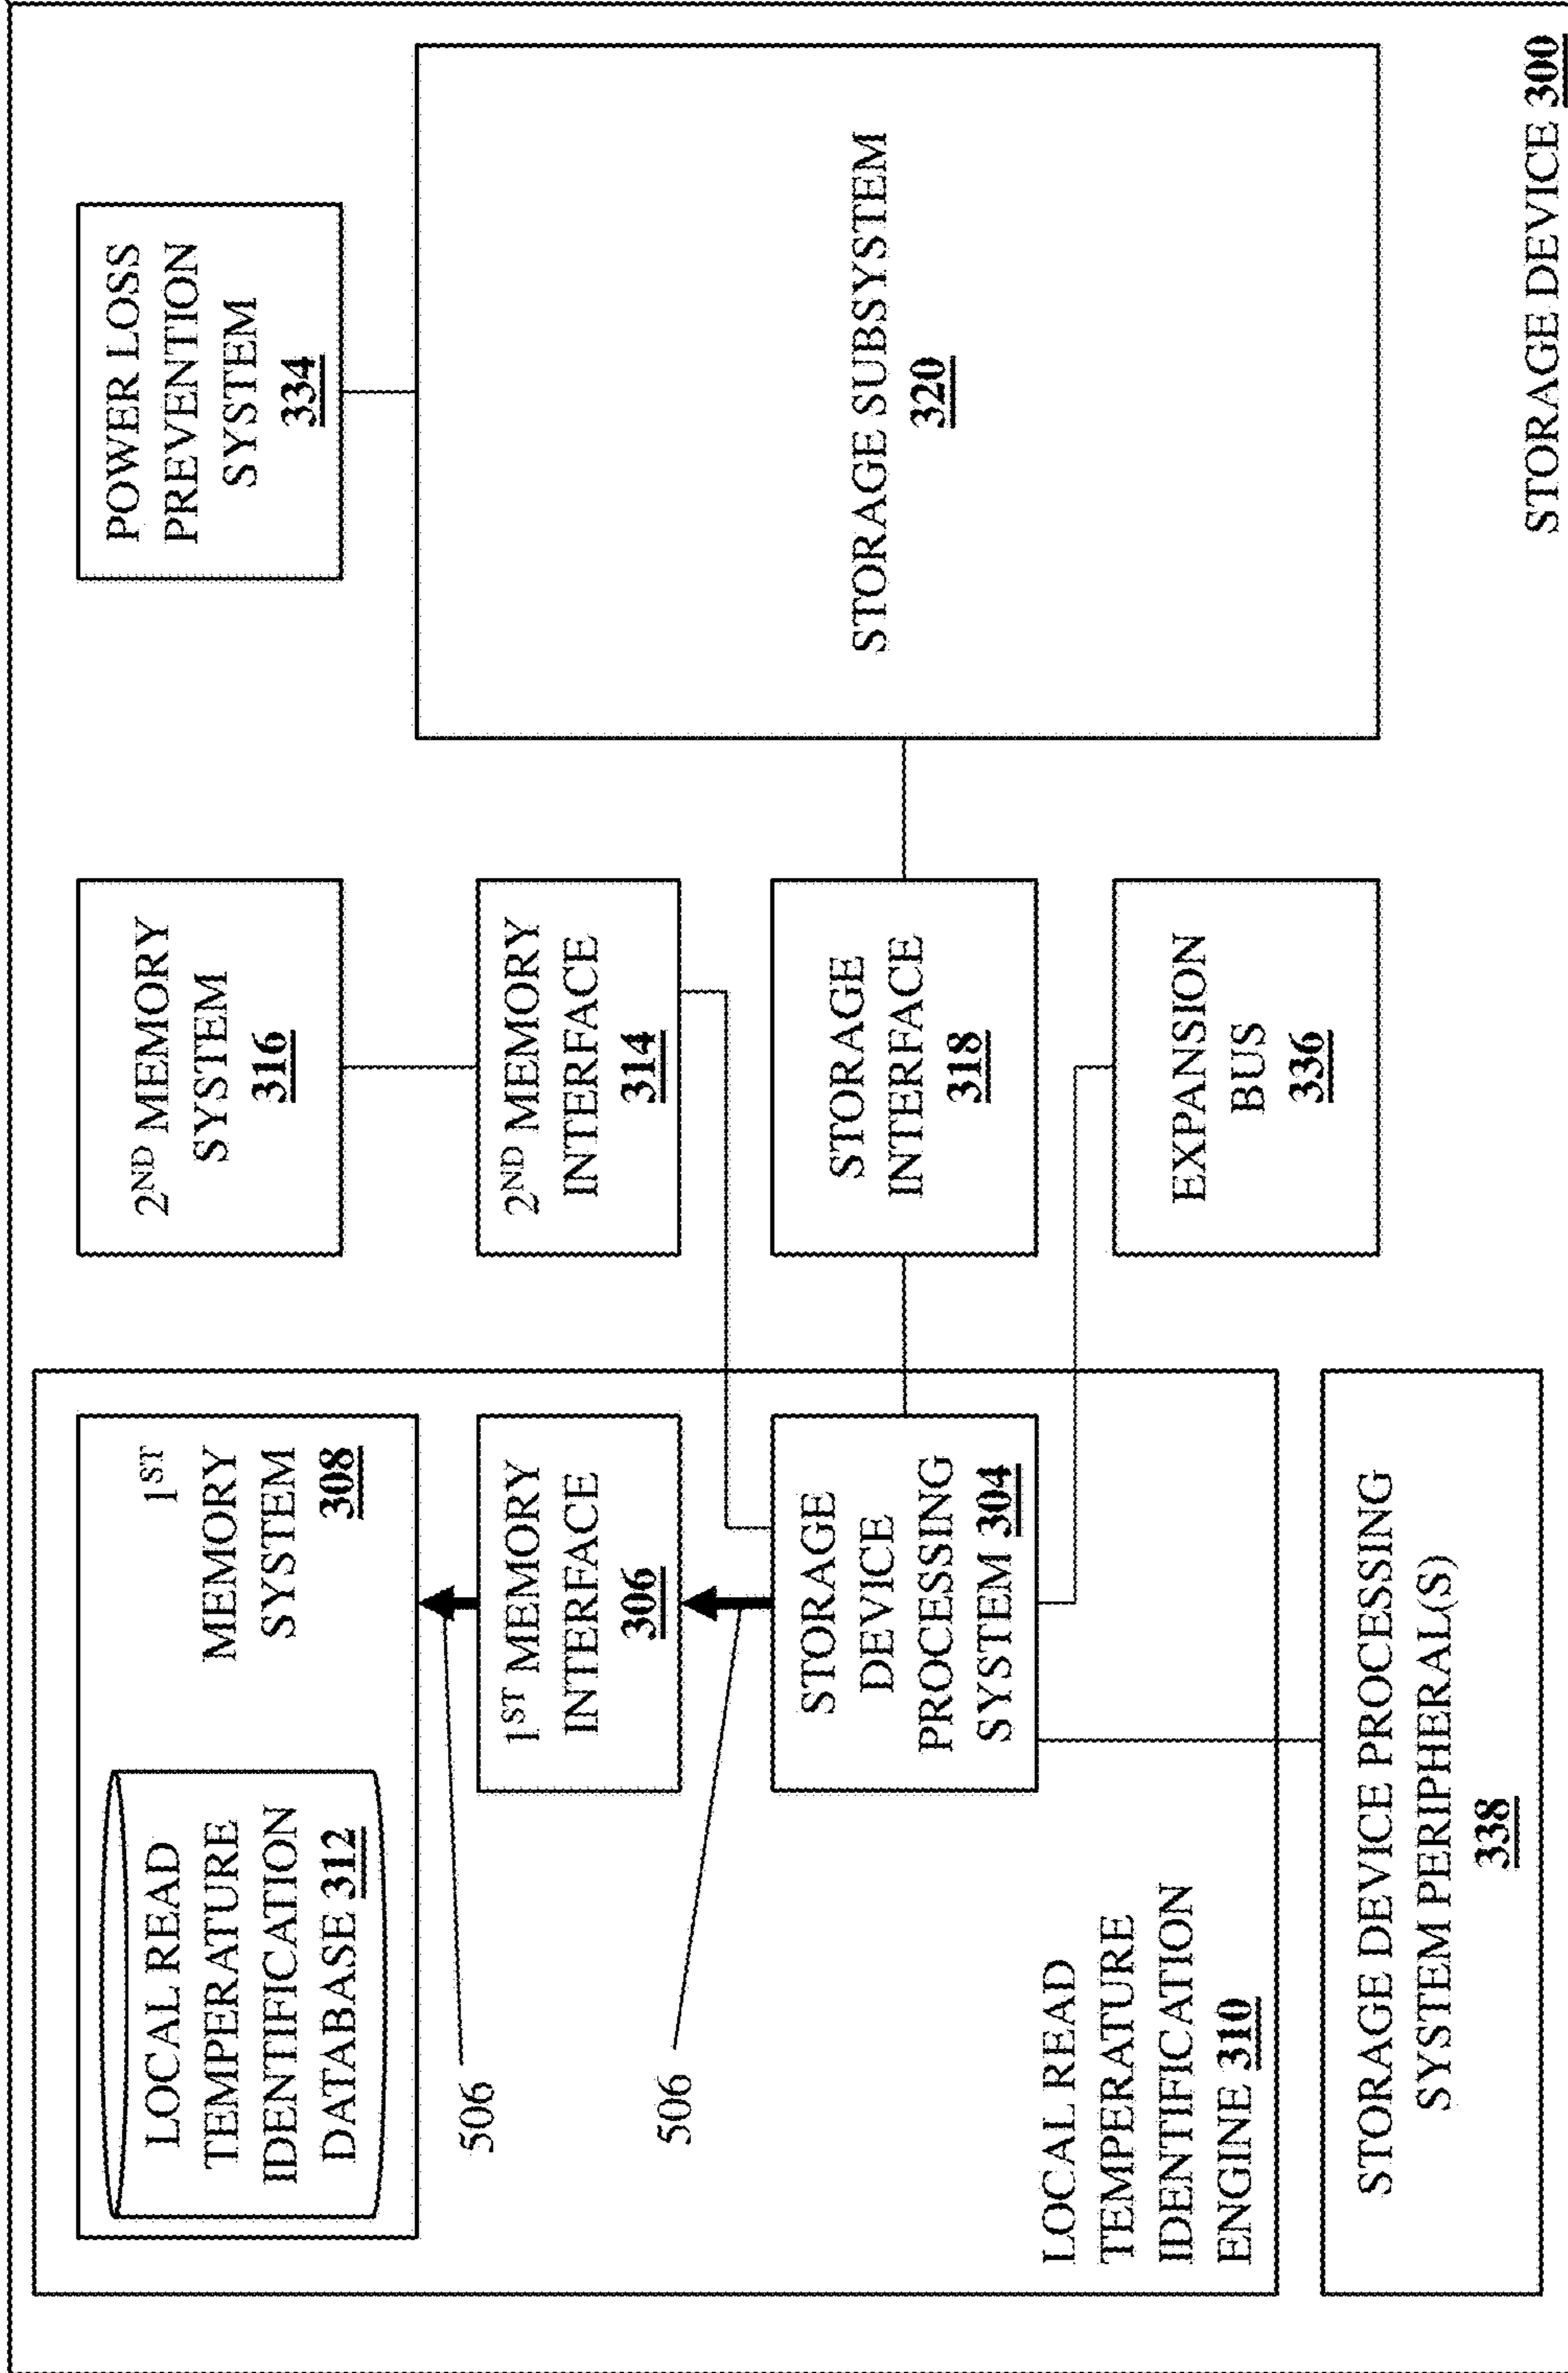 LOCAL READ
TEMPERATURE
IDENTIFICATION
DATABASE 312
1ST
MEMORY
SYSTEM
308
2ND MEMORY
SYSTEM
316
POWER LOSS
PREVENTION
SYSTEM
334
506
1ST MEMORY
INTERFACE
306
2ND MEMORY
INTERFACE
314
506
STORAGE
DEVICE
PROCESSING
SYSTEM 304
STORAGE
INTERFACE
318
STORAGE SUBSYSTEM
320
LOCAL READ
TEMPERATURE
IDENTIFICATION
ENGINE 310
EXPANSION
BUS
336
STORAGE DEVICE PROCESSING
SYSTEM PERIPHERAL(S)
338
STORAGE DEVICE 300